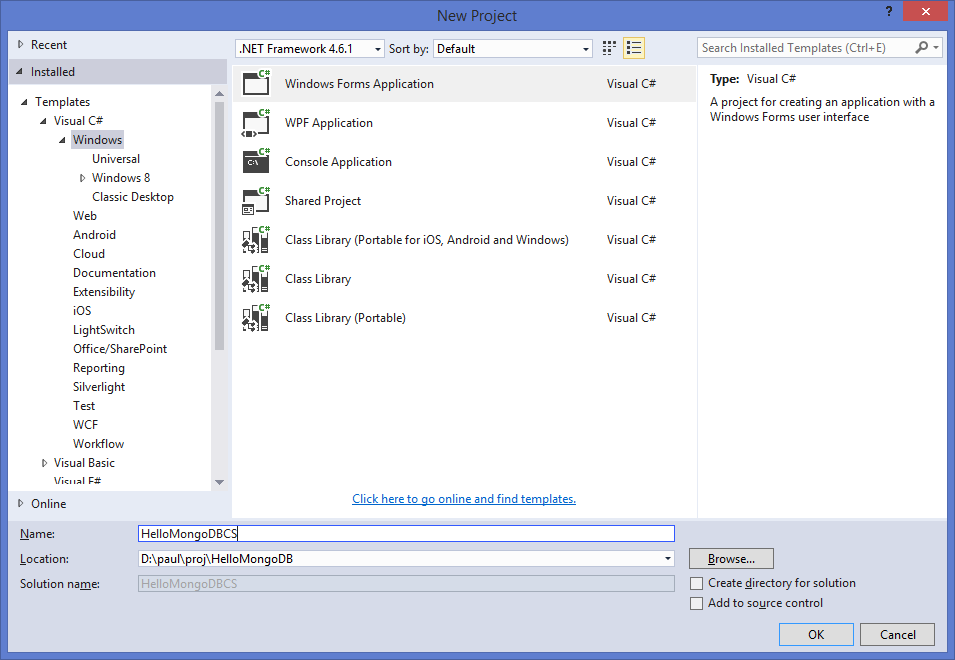 New Project
?
Recent
.NET Framework 4.6.1
Sort by:
Default
Search Installed Templates (Ctrl+E)
Installed
Templates
Visual C#
Windows
Universal
Windows 8
Classic Desktop
Web
Android
Cloud
Documentation
Extensibility
iOS
LightSwitch
Office/SharePoint
Reporting
Silverlight
Test
WCF
Workflow
Visual Basic
Visual F#
Online
C# Windows Forms Application Visual C#
C# WPF Application Visual C#
C# C:\ Console Application Visual C#
C# Shared Project Visual C#
C# Class Library (Portable for iOS, Android and Windows) Visual C#
C# Class Library Visual C#
C# Class Library (Portable) Visual C#
Click here to go online and find templates.
Type: Visual C#
A project for creating an application with a
Windows Forms user interface
Name: HelloMongoDBCS
Location: D:\paul\proj\HelloMongoDB
Browse...
Solution name: HelloMongoDBCS
Create directory for solution
Add to source control
OK
Cancel